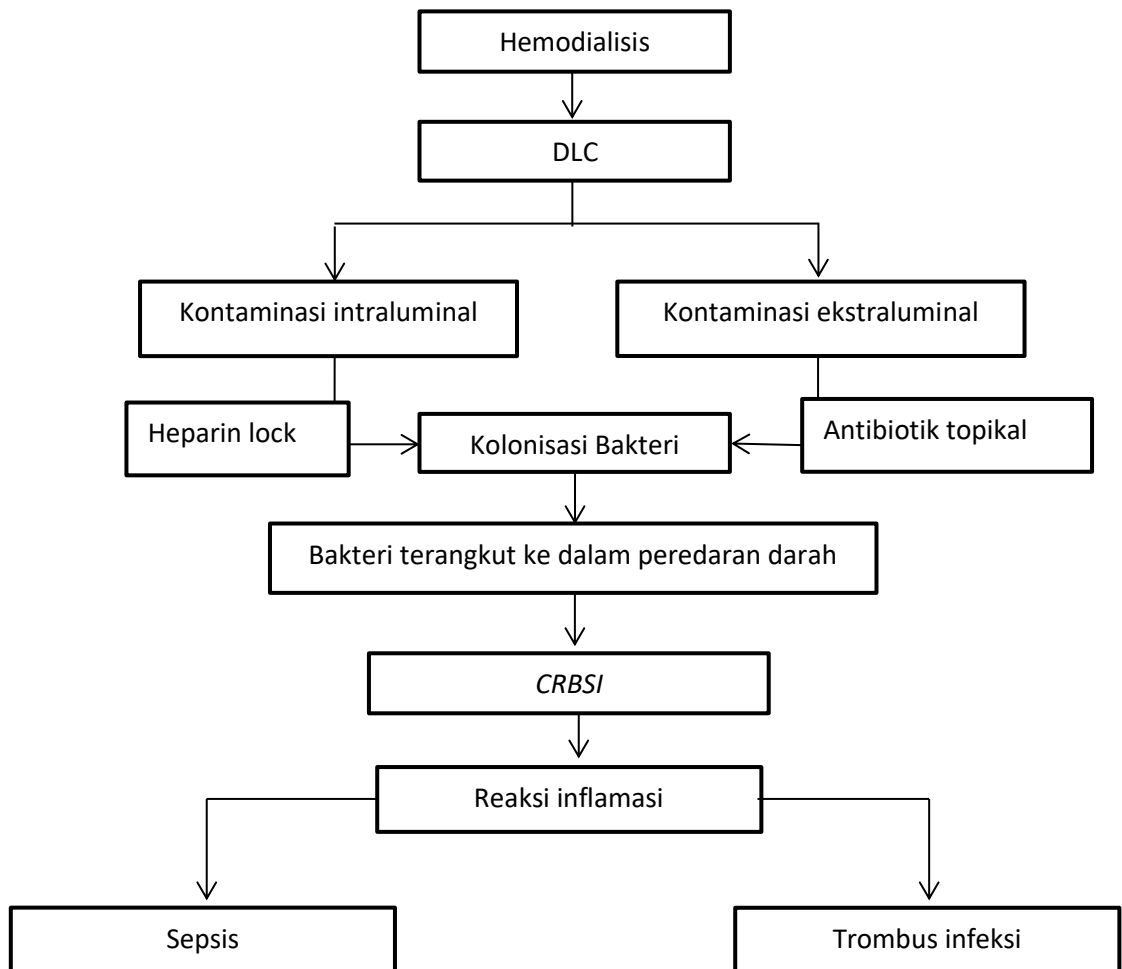 Hemodialisis
DLC
Kontaminasi intraluminal
Kontaminasi ekstraluminal
Heparin lock
Kolonisasi Bakteri
Antibiotik topikal
Bakteri terangkut ke dalam peredaran darah
CRBSI
Reaksi inflamasi
Sepsis
Trombus infeksi